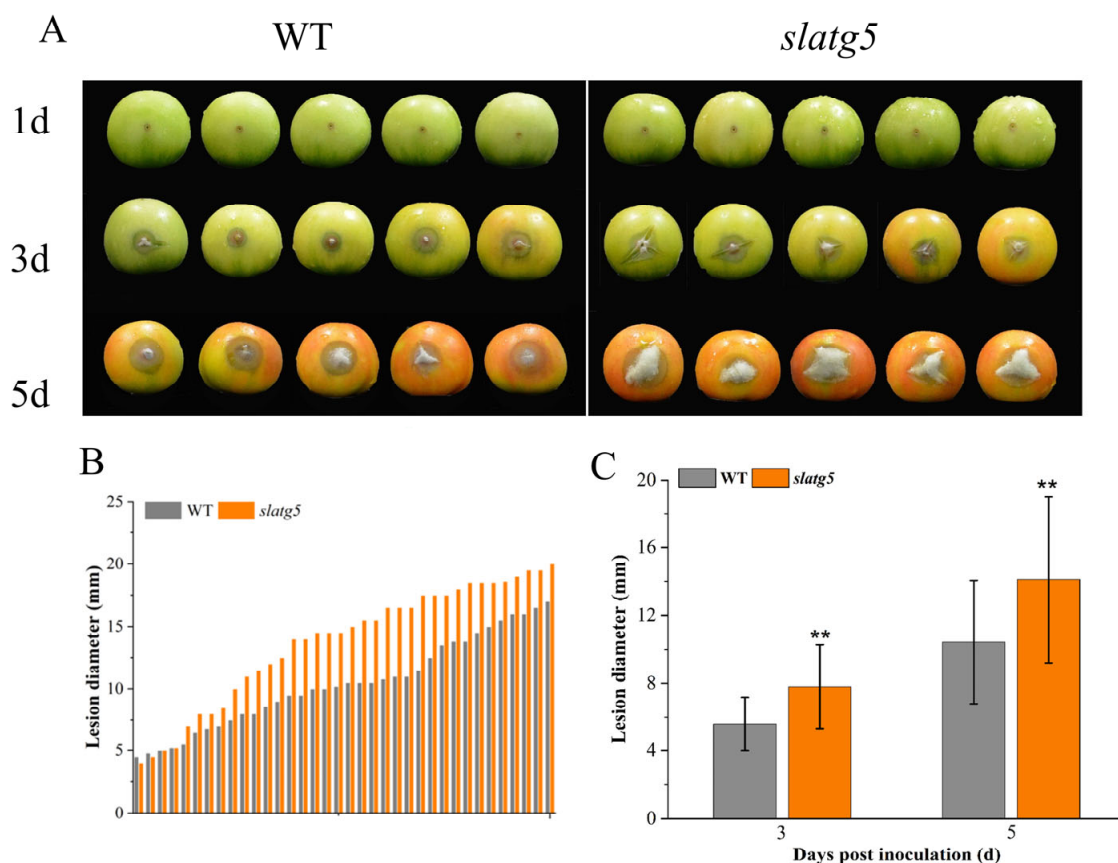 A
WT
slatg5
1d
3d
5d
B
WT
slatg5
Lesion diameter (mm)
25
20
15
10
5
0
C
WT
slatg5
Lesion diameter (mm)
20
16
12
8
4
0
**
**
3
5
Days post inoculation (d)